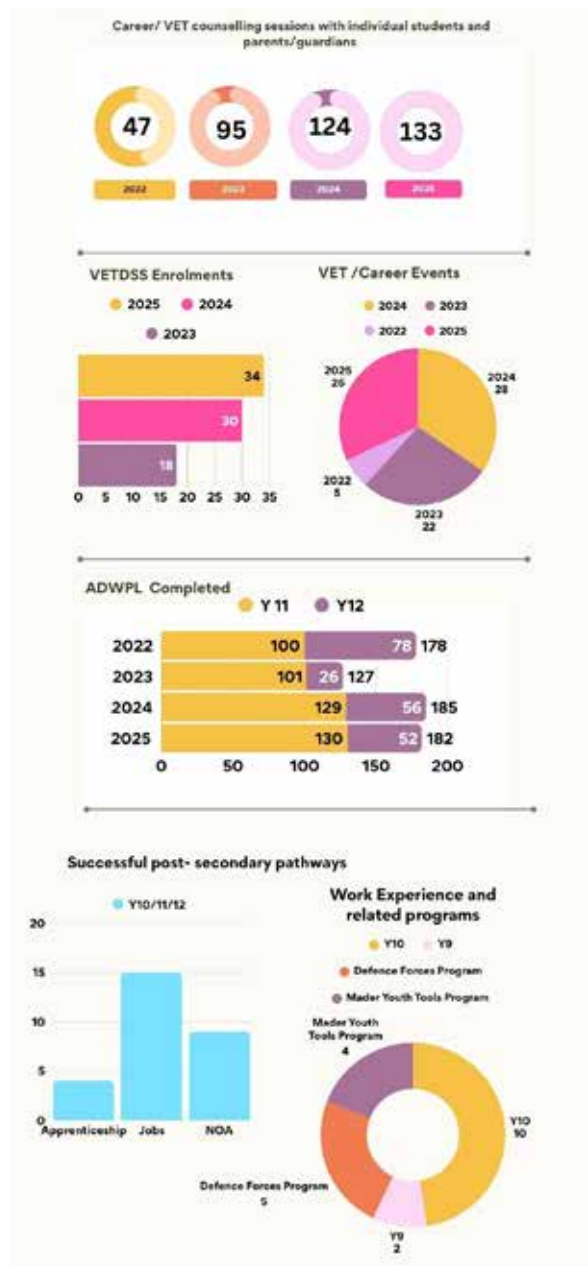 Career/ VET counselling sessions with individual students and
parents/guardians
47
95
124
133
2022
2023
2024
2025
VETDSS Enrolments
2025
2024
2023
34
30
18
0 5 10 15 20 25 30 35
VET /Career Events
2024
2023
2022
2025
2025
26
2024
28
2022
5
2023
22
ADWPL Completed
Y 11
Y12
2022 100 78 178
2023 101 26 127
2024 129 56 185
2025 130 52 182
0 50 100 150 200
Successful post- secondary pathways
Y10/11/12
20
15
10
5
0
Apprenticeship Jobs NOA
Work Experience and
related programs
Y10 Y9
Defence Forces Program
Mader Youth Tools Program
Mader Youth
Tools Program
4
Y10
10
Defence Forces Program
5
Y9
2